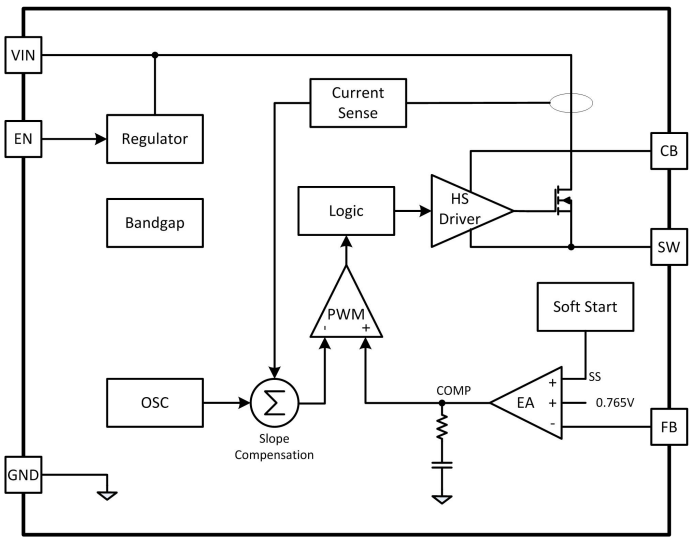 VIN
Current
Sense
EN
Regulator
CB
HS
Driver
Logic
Bandgap
SW
Soft Start
PWM
- +
SS
COMP
+
OSC
Σ
EA
+
0.765V
-
FB
Slope
Compensation
GND